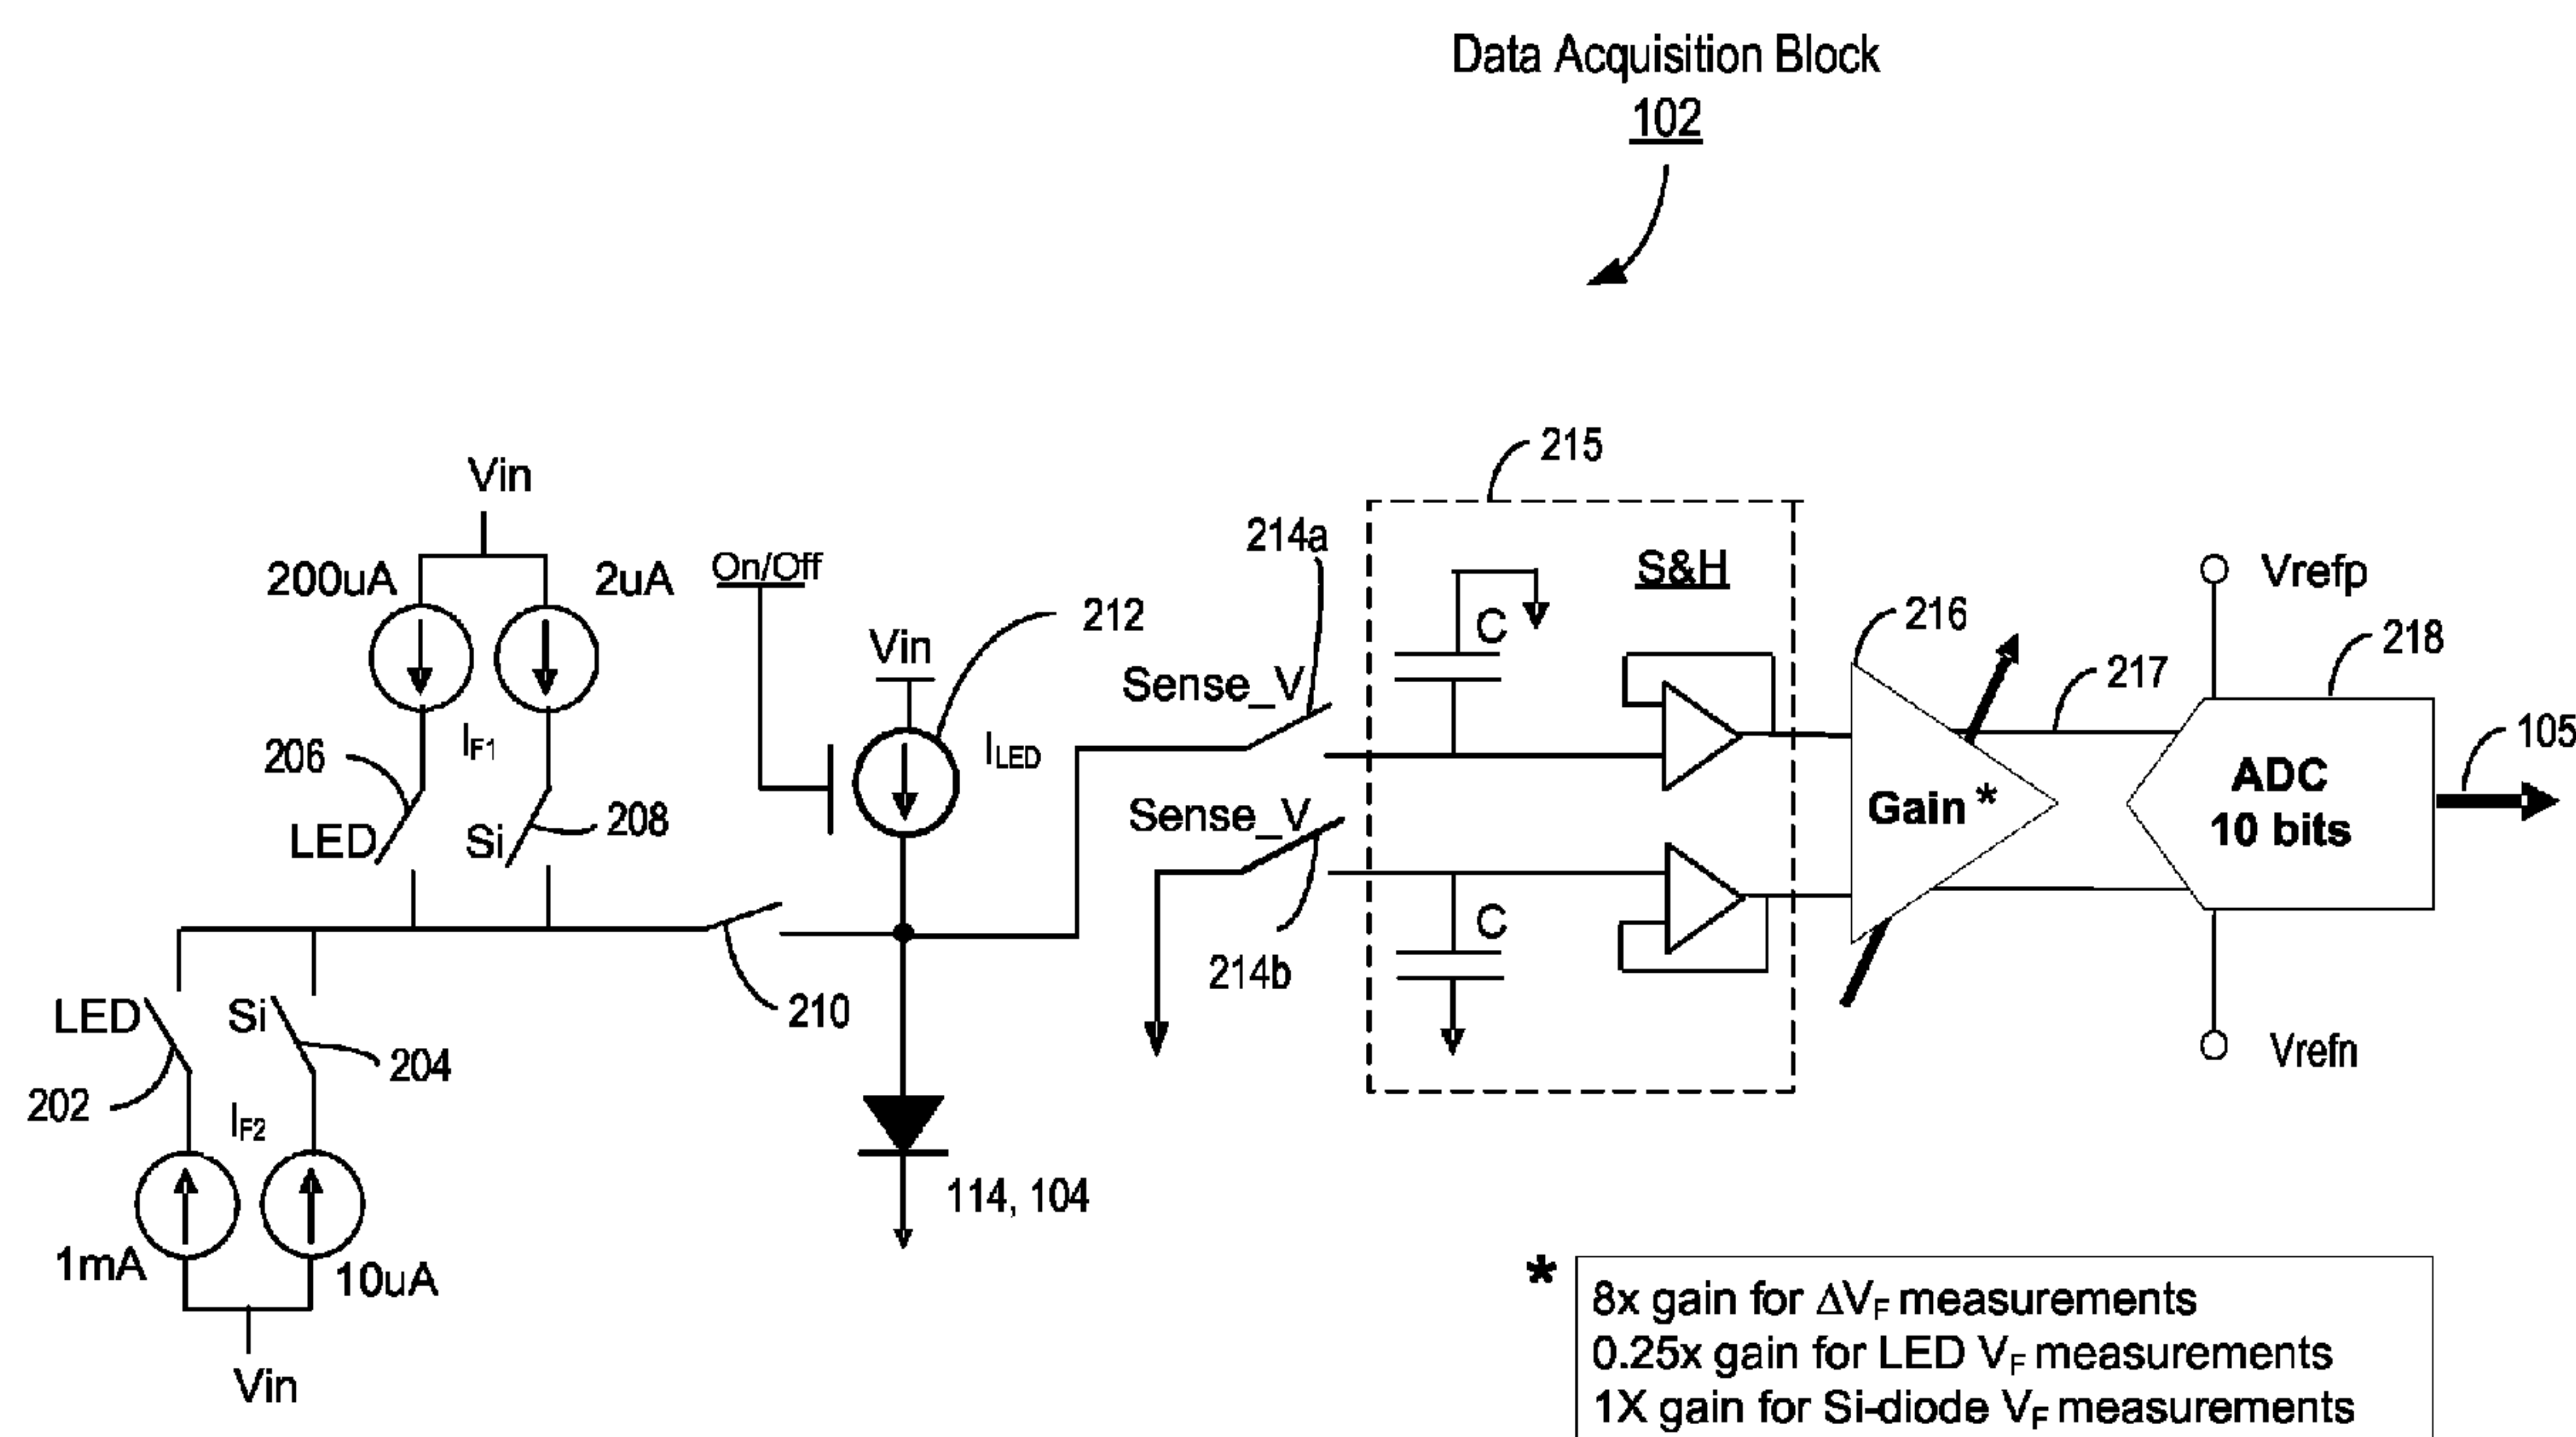 Data Acquisition Block
102
215
Vin
214a
200uA
2uA
On/Off
S&H
Vrefp
212
C
216
218
Vin
Sense_V
217
206
IF1
ILED
105
LED
Si
208
Sense_V
Gain *
ADC
10 bits
214b
C
LED
Si
210
204
Vrefn
202
IF2
114, 104
1mA
10uA
Vin
*
8x gain for ΔVF measurements
0.25x gain for LED VF measurements
1X gain for Si-diode VF measurements